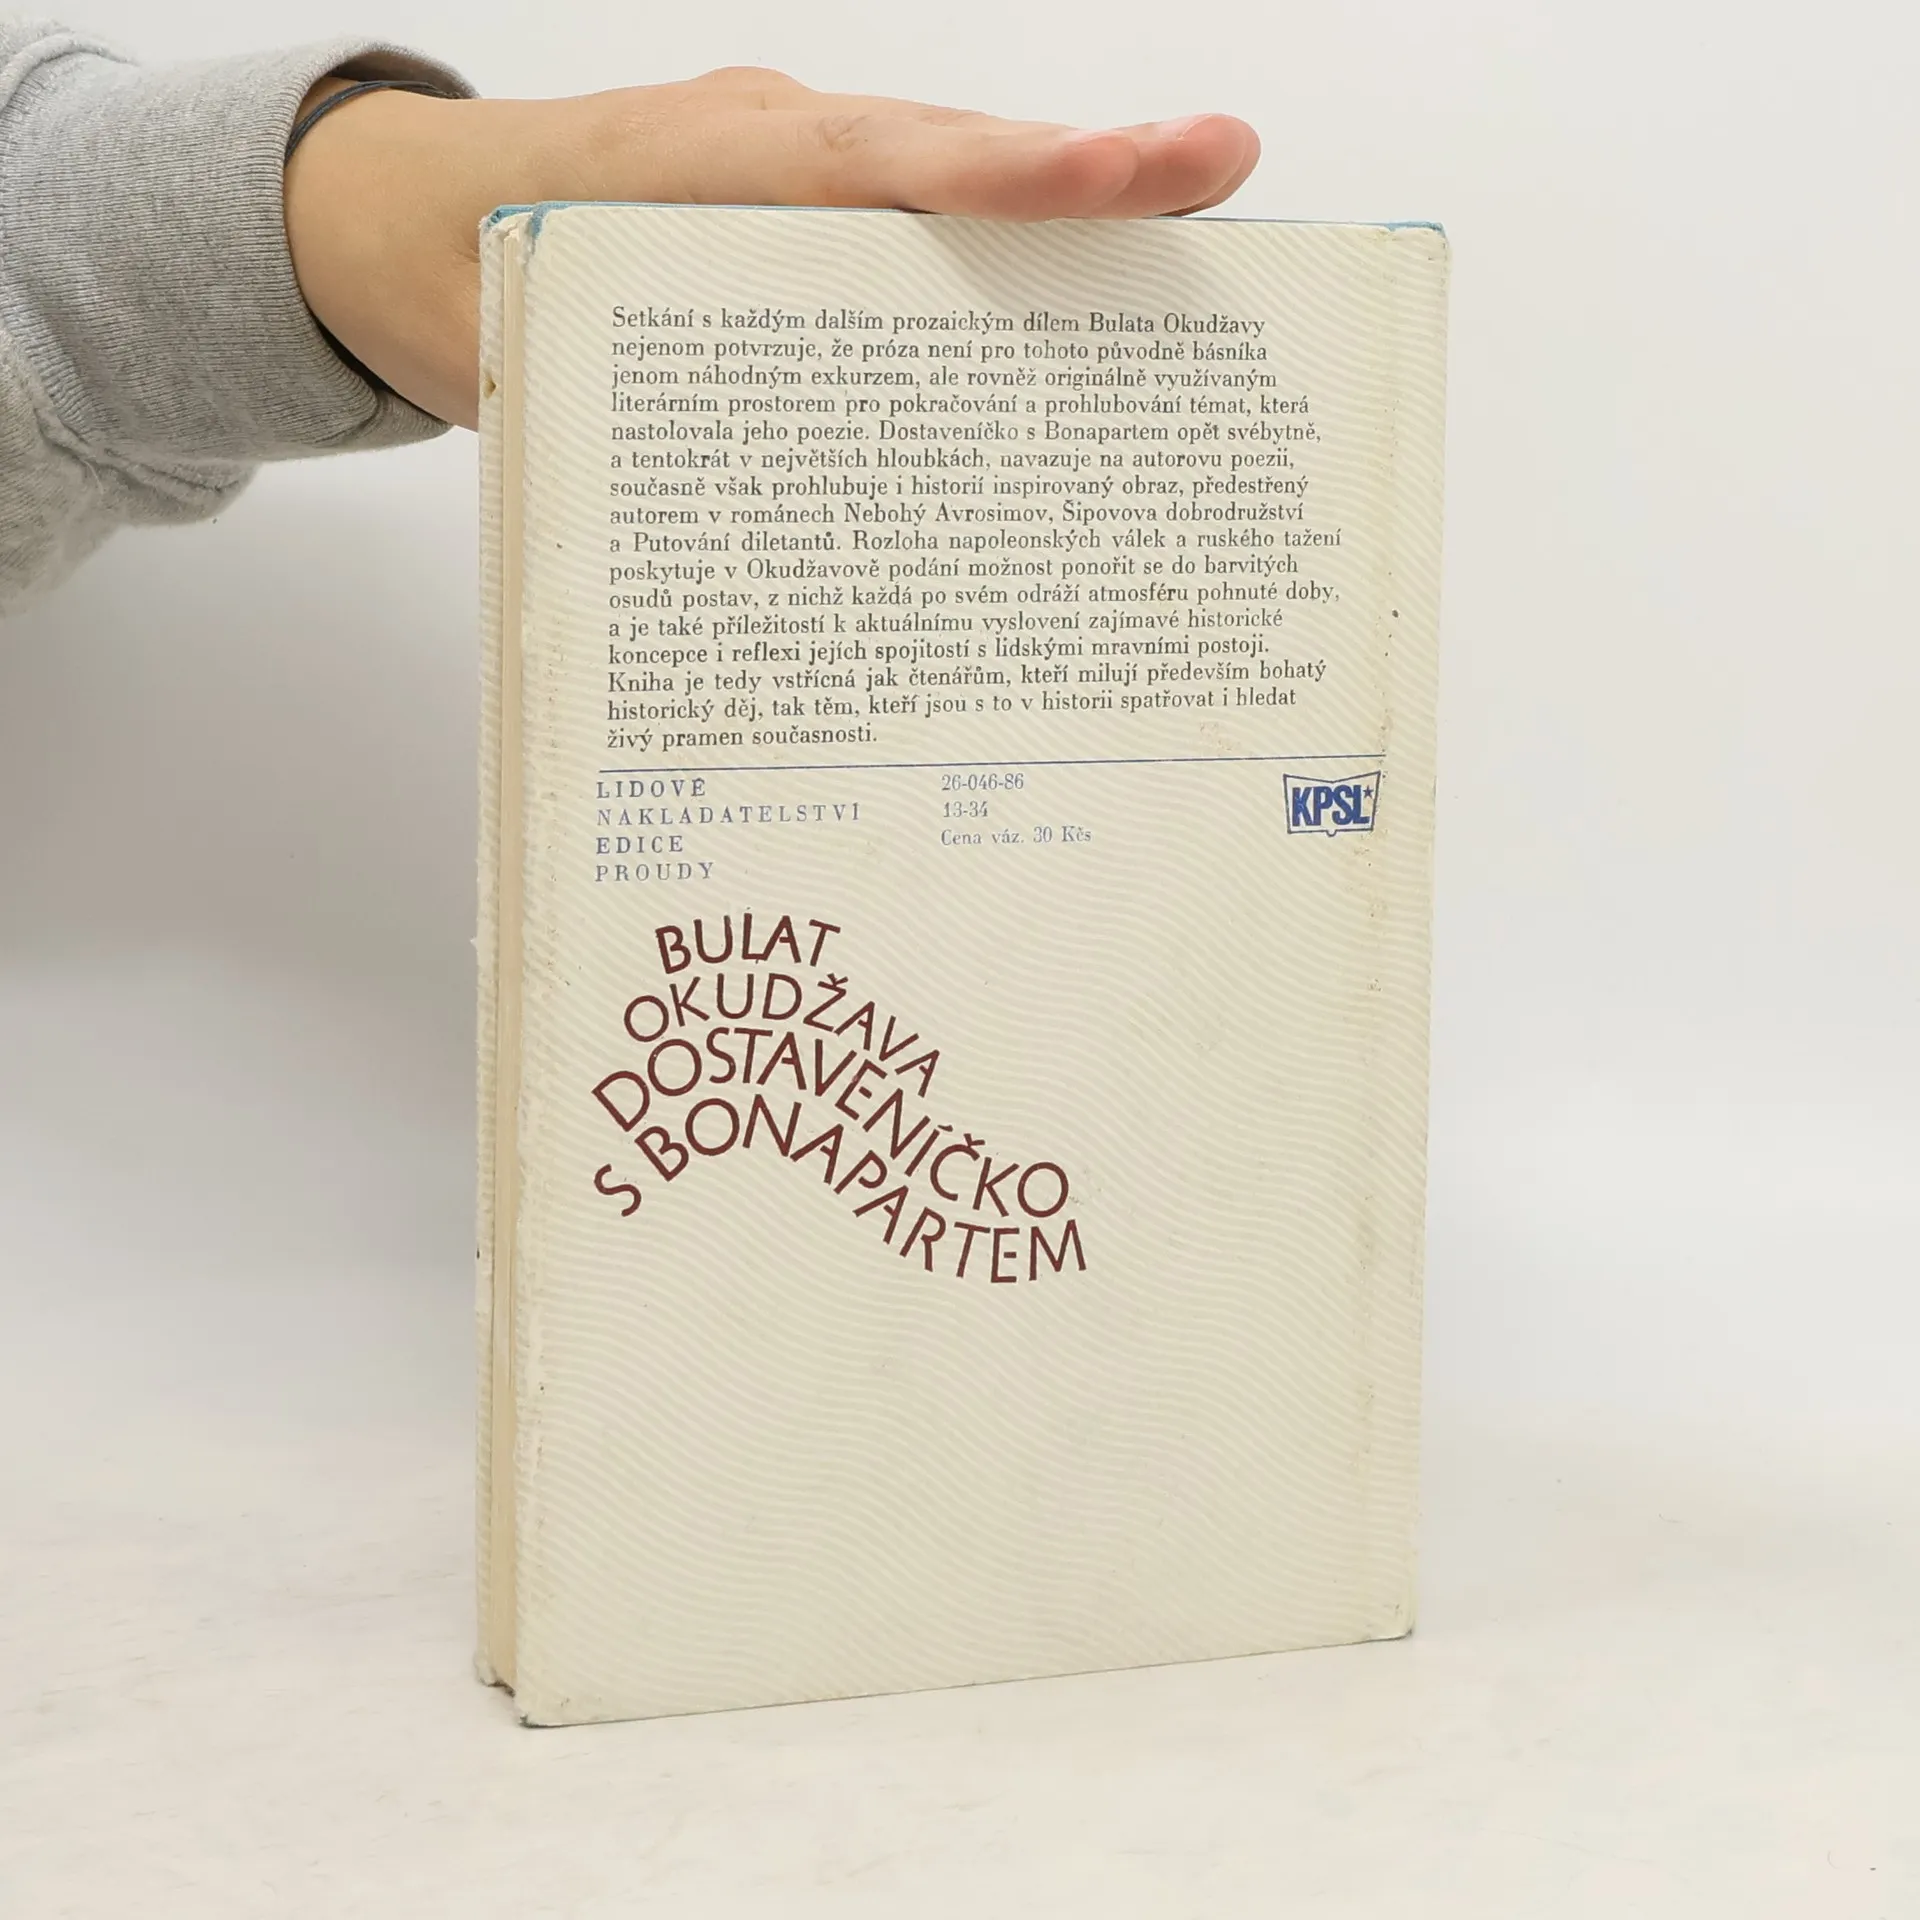 Setkání s každým dalším prozaickým dílem Bulata Okudžavy
nejenom potvrzuje, že próza není pro tohoto původně básníka
jenom náhodným exkurzem, ale rovněž originálně využívaným
literárním prostorem pro pokračování a prohlubování témat, která
nastolovala jeho poezie. Dostaveníčko s Bonapartem opět svébytně,
a tentokrát v největších hloubkách, navazuje na autorovu poezii,
současně však prohlubuje i historií inspirovaný obraz, předestřený
autorem v románech Nebohý Avrosimov, Šipovova dobrodružství
a Putování diletantů. Rozloha napoleonských válek a ruského tažení
poskytuje v Okudžavově podání možnost ponořit se do barvitých
osudů postav, z nichž každá po svém odráží atmosféru pohnuté doby,
a je také příležitostí k aktuálnímu vyslovení zajímavé historické
koncepce i reflexi jejích spojitostí s lidskými mravními postoji.
Kniha je tedy vstřícná jak čtenářům, kteří milují především bohatý
historický děj, tak těm, kteří jsou s to v historii spatřovat i hledat
živý pramen současnosti.
LIDOVÉ
NAKLADATELSTVÍ
EDICE
PROUDY
26-046-86
13-34
Cena váz. 30 Kčs
KPSL
BULAT
OKUDŽAVA
DOSTAVENÍČKO
S BONAPARTEM